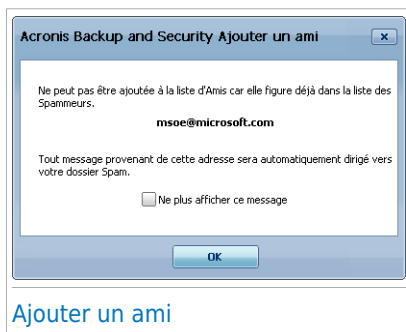 Acronis Backup and Security Ajouter un ami
Ne peut pas être ajoutée à la liste d'Amis car elle figure déjà dans la liste des
Spammeurs.
msoe@microsoft.com
Tout message provenant de cette adresse sera automatiquement dirigé vers
votre dossier Spam.
Ne plus afficher ce message
OK
Ajouter un ami